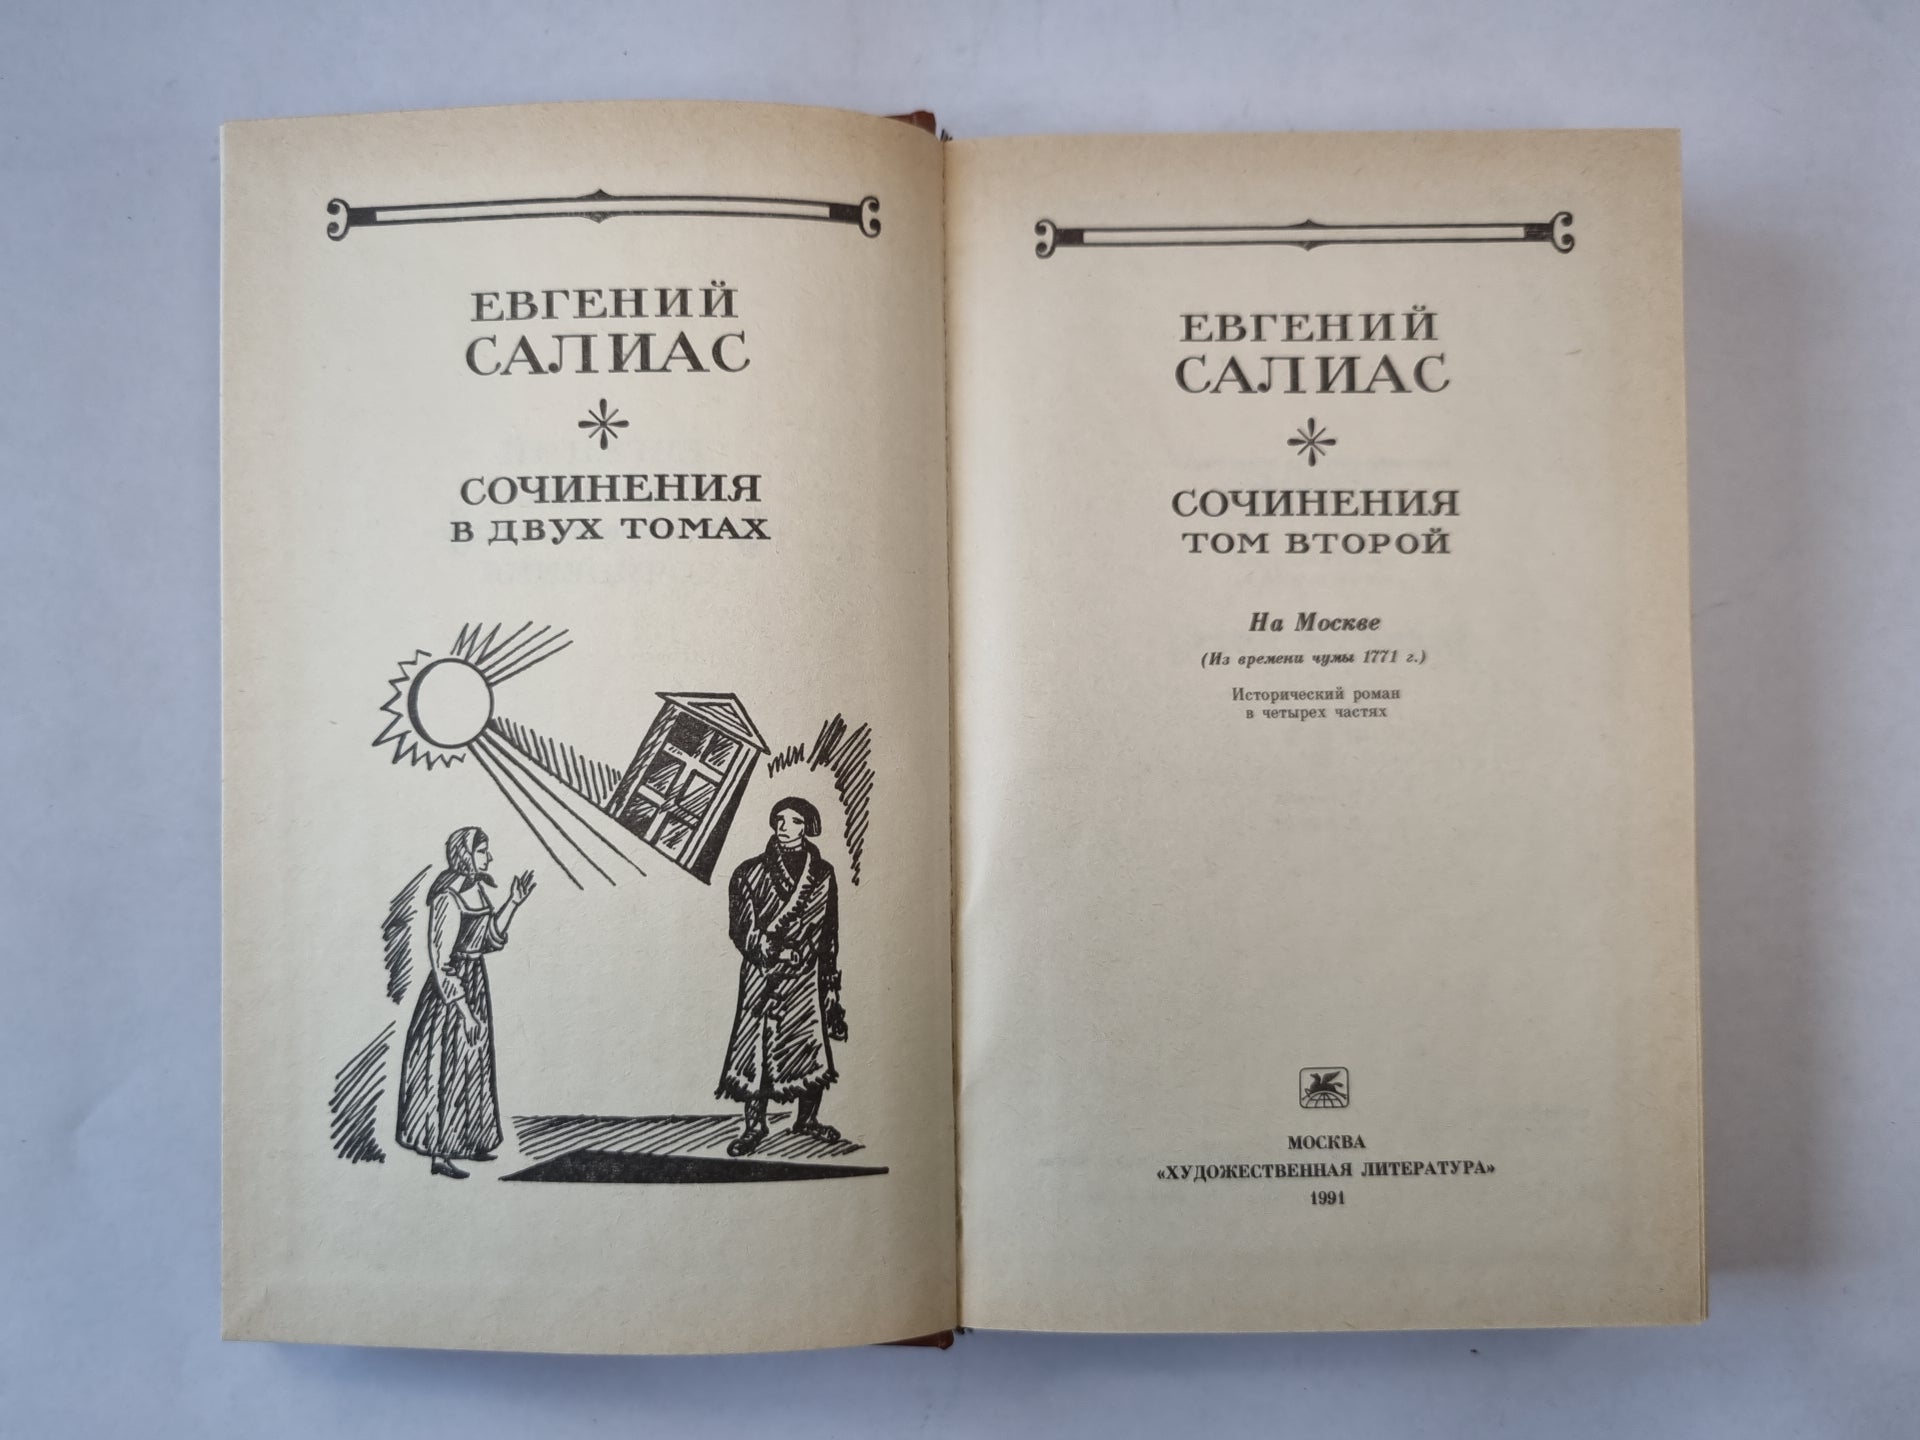 ЕВГЕНИЙ
САЛИАС
СОЧИНЕНИЯ
В ДВУХ ТОМАХ
ЕВГЕНИЙ
САЛИАС
СОЧИНЕНИЯ
ТОМ ВТОРОЙ
На Москве
(Из времени чумы 1771 г.)
Исторический роман
в четырех частях
МОСКВА
«ХУДОЖЕСТВЕННАЯ ЛИТЕРАТУРА»
1991